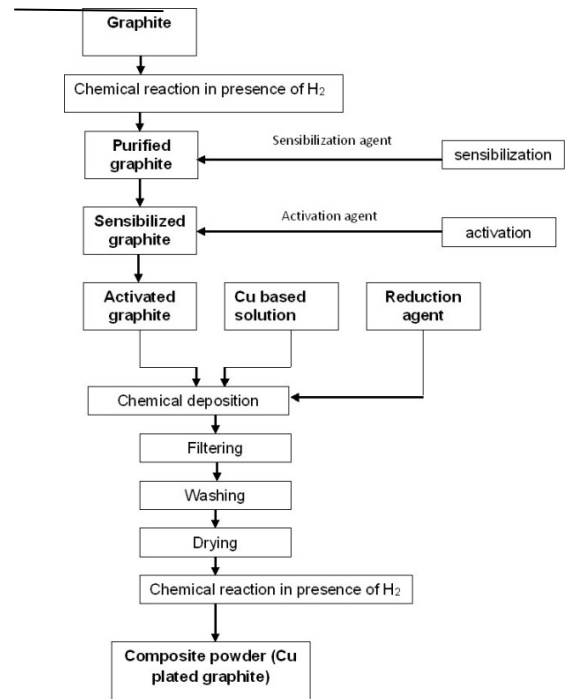 Graphite
Chemical reaction in presence of H₂
Purified
graphite
Sensibilization agent
sensibilization
Sensibilized
graphite
Activation agent
activation
Activated
graphite
Cu based
solution
Reduction
agent
Chemical deposition
Filtering
Washing
Drying
Chemical reaction in presence of H₂
Composite powder (Cu
plated graphite)